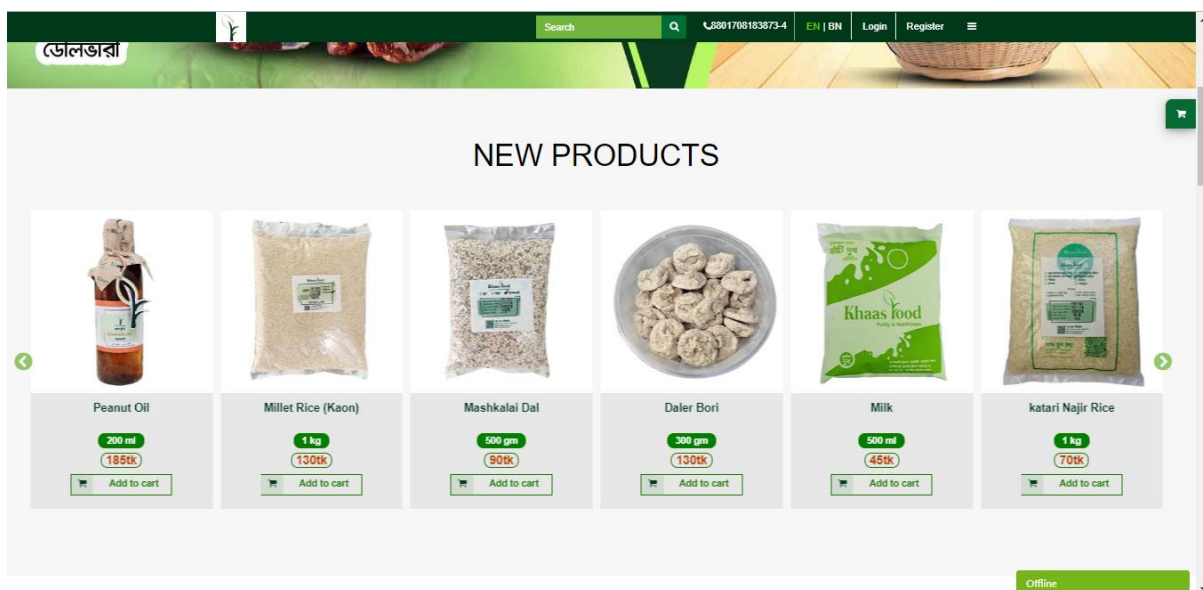 Search
8801708183873-4
EN | BN
Login
Register
ডোলভারী
NEW PRODUCTS
Khaas food
Purity is healthiness
Peanut Oil
Millet Rice (Kaon)
Mashkalai Dal
Daler Bori
Milk
katari Najir Rice
200 ml
1 kg
500 gm
300 gm
500 ml
1 kg
185tk
130tk
90tk
130tk
45tk
70tk
Add to cart
Add to cart
Add to cart
Add to cart
Add to cart
Add to cart
Offline